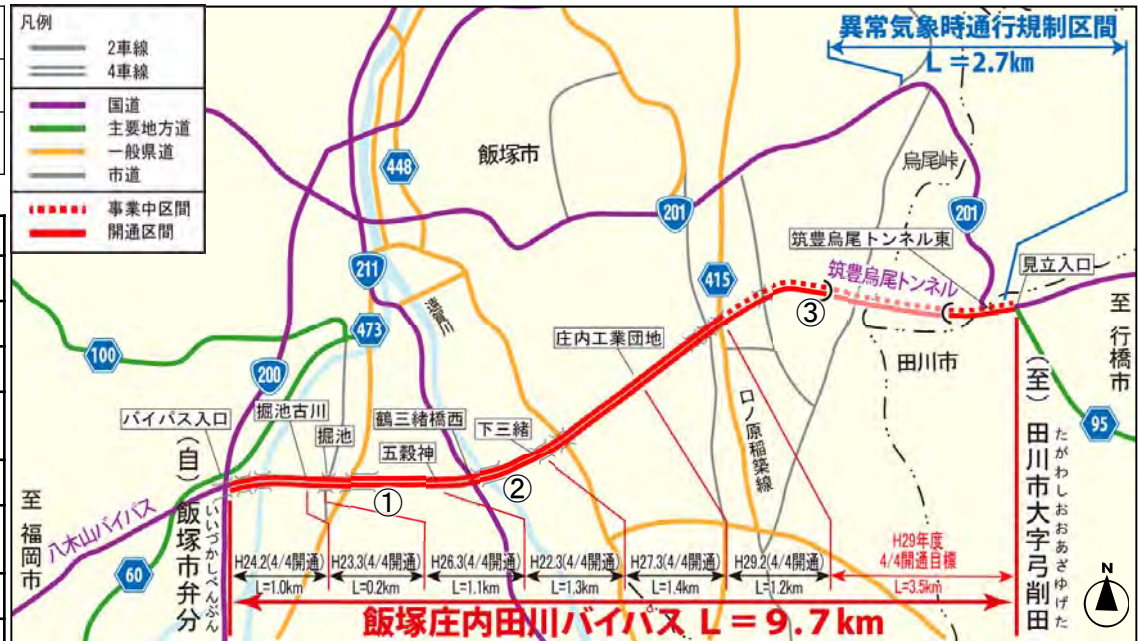 凡例
2車線
4車線
国道
主要地方道
一般県道
市道
事業中区間
開通区間
異常気象時通行規制区間
L=2.7km
飯塚市
448
烏尾峠
201
201
筑豊烏尾トンネル東
筑豊烏尾トンネル
見立入口
211
415
遠賀川
③
至 行橋市
473
庄内工業団地
100
田川市
200
バイパス入口
掘池古川
掘池
鶴三緒橋西
五穀神
下三緒
口ノ原稲築線
95
①
②
至 福岡市
八木山バイパス
60
(自)飯塚市弁分
いいづかしべんぶん
(至)田川市大字弓削田
たがわしおおあざゆげた
H24.2(4/4開通)
L=1.0km
H23.3(4/4開通)
L=0.2km
H26.3(4/4開通)
L=1.1km
H22.3(4/4開通)
L=1.3km
H27.3(4/4開通)
L=1.4km
H29.2(4/4開通)
L=1.2km
H29年度
4/4開通目標
L=3.5km
飯塚庄内田川バイパス L=9.7km
N